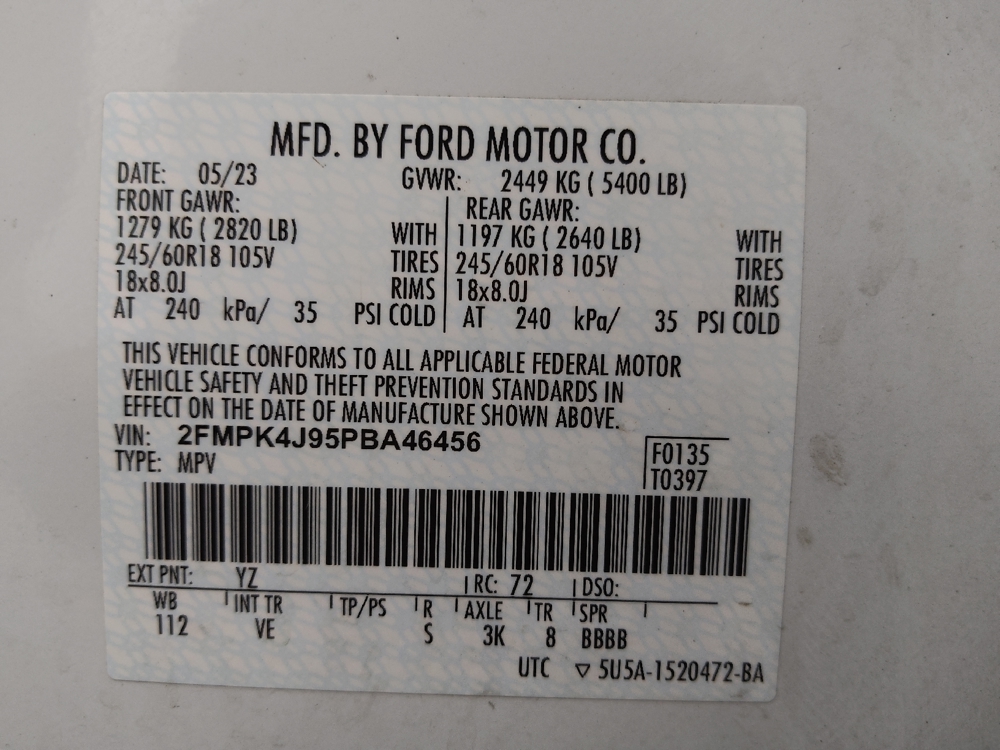 MFD. BY FORD MOTOR CO.
DATE: 05/23 GVWR: 2449 KG ( 5400 LB)
FRONT GAWR: REAR GAWR:
1279 KG ( 2820 LB) WITH 1197 KG ( 2640 LB) WITH
245/60R18 105V TIRES 245/60R18 105V TIRES
18x8.0J RIMS 18x8.0J RIMS
AT 240 kPa/ 35 PSI COLD AT 240 kPa/ 35 PSI COLD
THIS VEHICLE CONFORMS TO ALL APPLICABLE FEDERAL MOTOR
VEHICLE SAFETY AND THEFT PREVENTION STANDARDS IN
EFFECT ON THE DATE OF MANUFACTURE SHOWN ABOVE.
VIN: 2FMPK4J95PBA46456
TYPE: MPV
F0135
T0397
EXT PNT: YZ RC: 72 DSO:
WB INT TR TP/PS R AXLE TR SPR
112 VE S 3K 8 BBBB
UTC ▽ 5U5A-1520472-BA